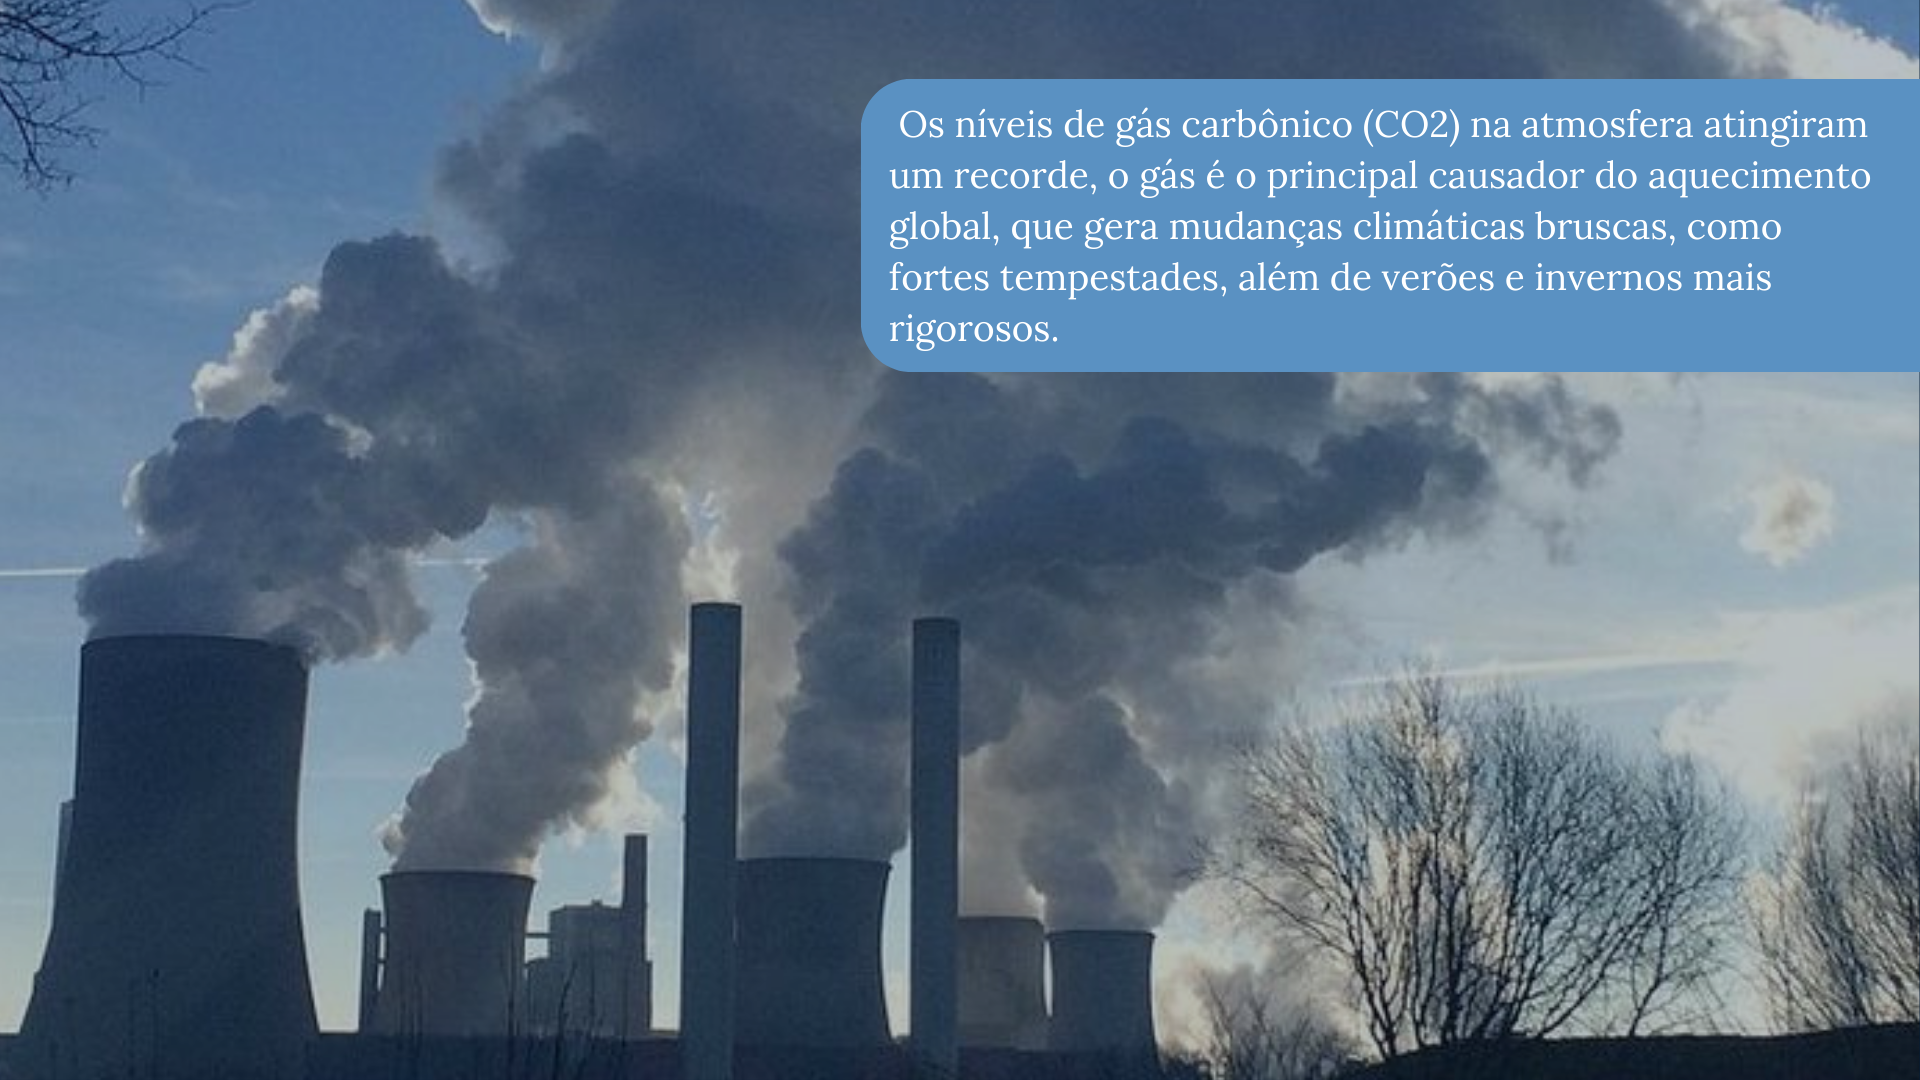 Os níveis de gás carbônico (CO2) na atmosfera atingiram
um recorde, o gás é o principal causador do aquecimento
global, que gera mudanças climáticas bruscas, como
fortes tempestades, além de verões e invernos mais
rigorosos.